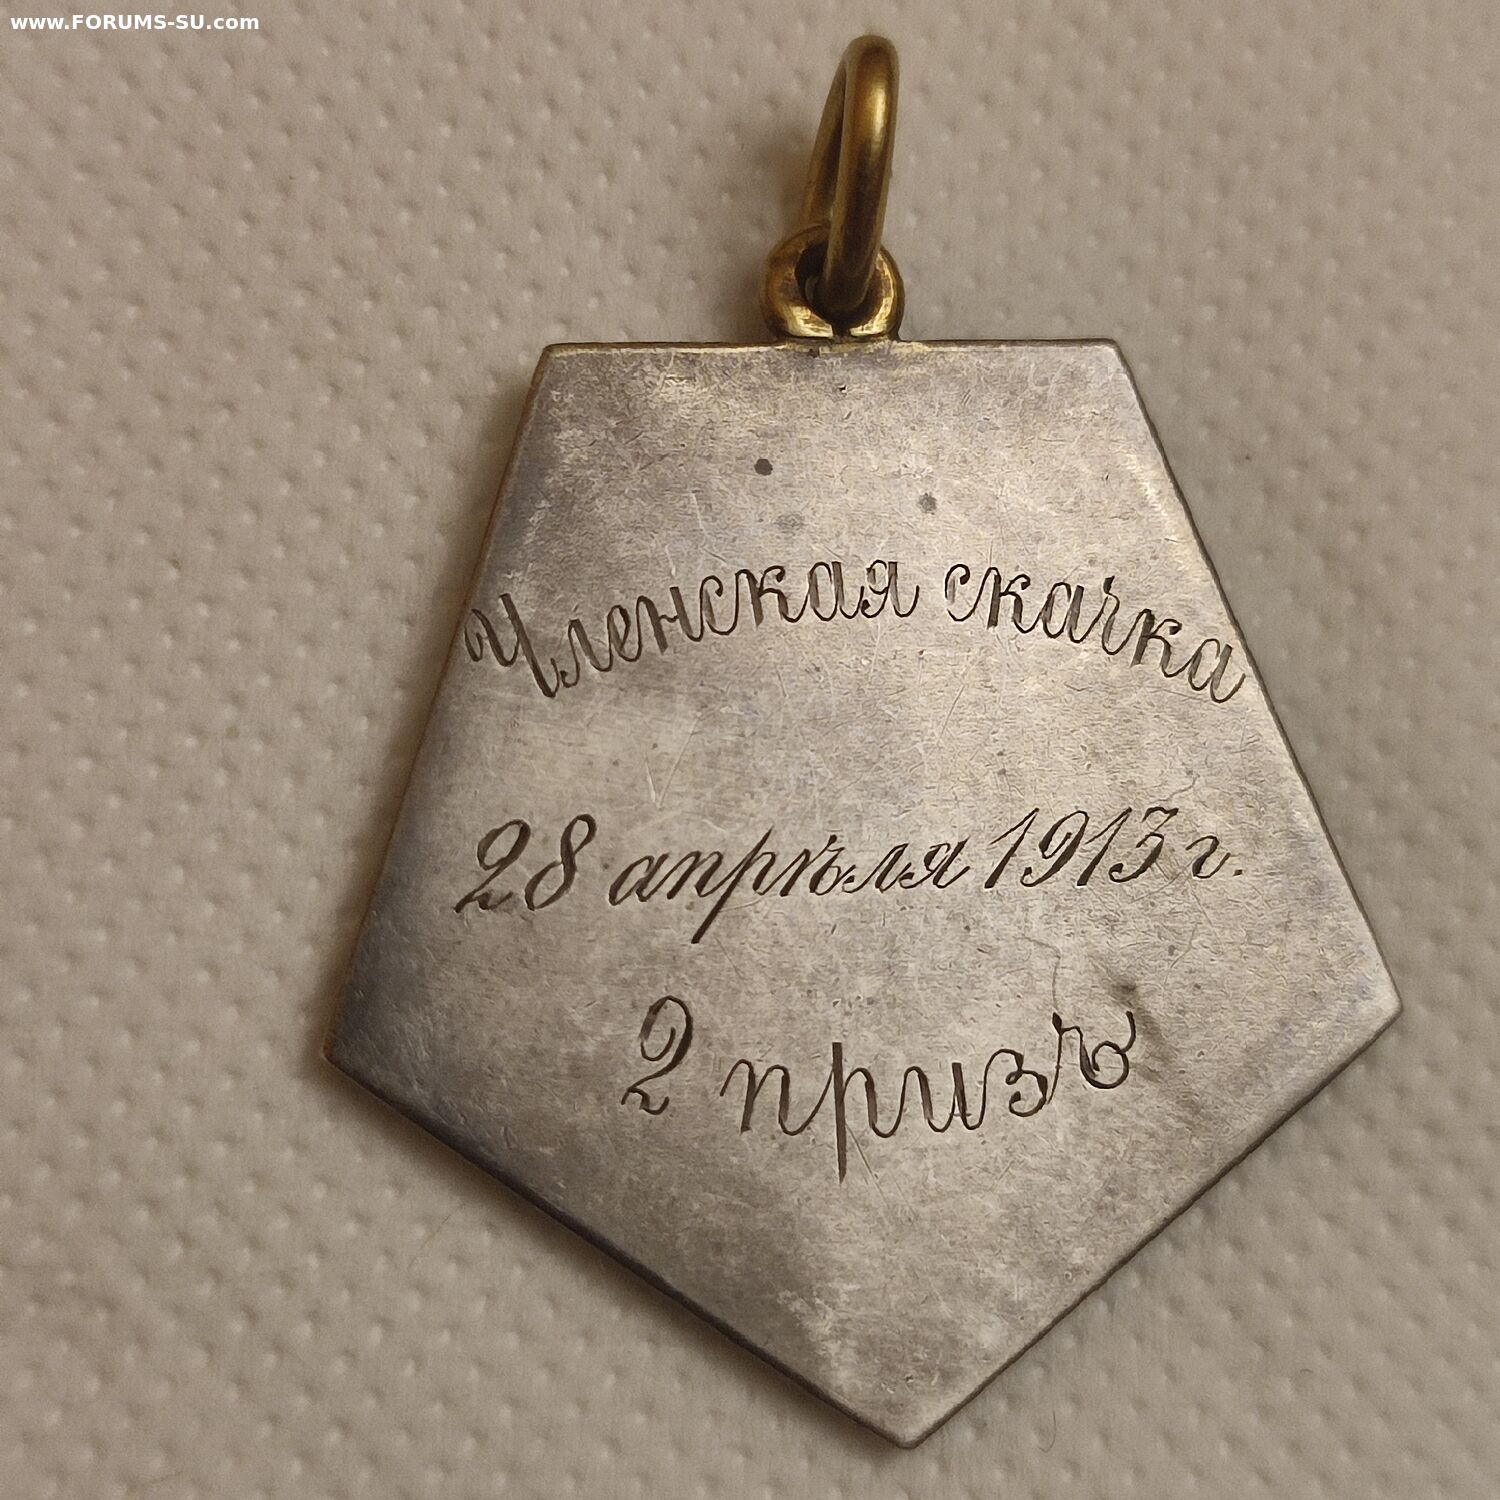 www.FORUMS-SU.com
Членская скачка
28 апрѣля 1913 г.
2 призъ